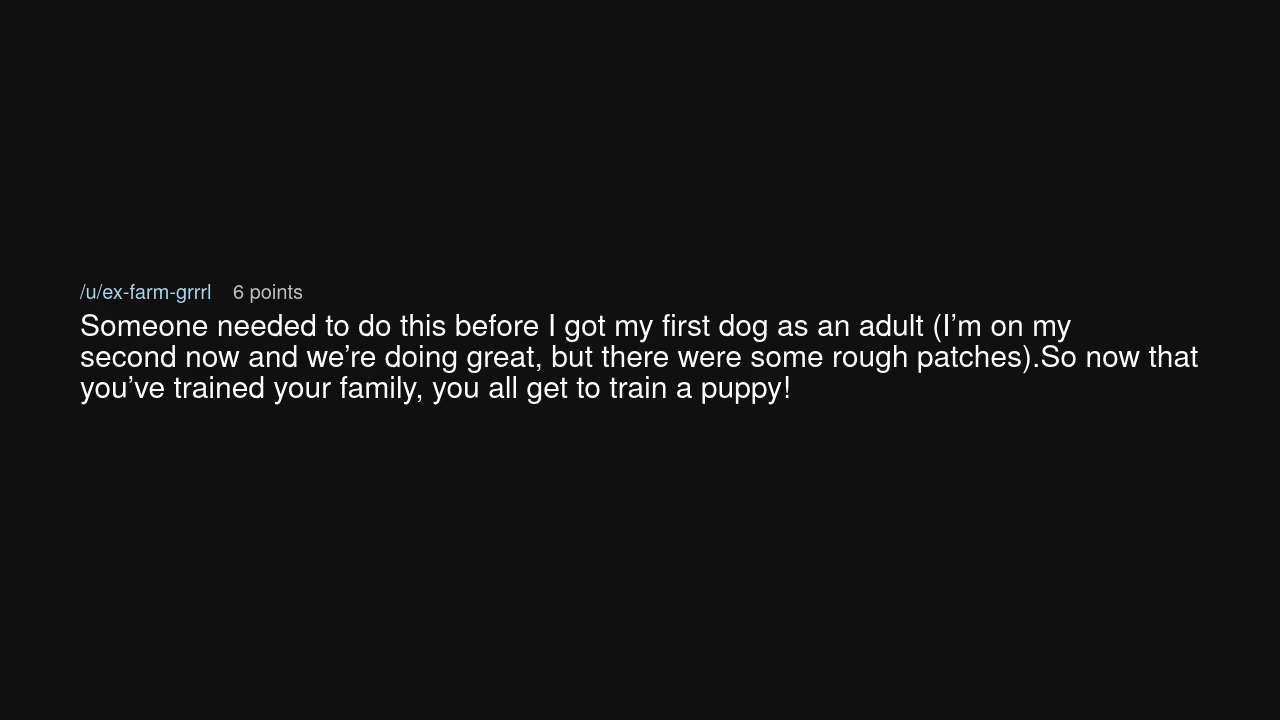 /u/ex-farm-grrrl 6 points
Someone needed to do this before I got my first dog as an adult (I’m on my
second now and we’re doing great, but there were some rough patches).So now that
you’ve trained your family, you all get to train a puppy!